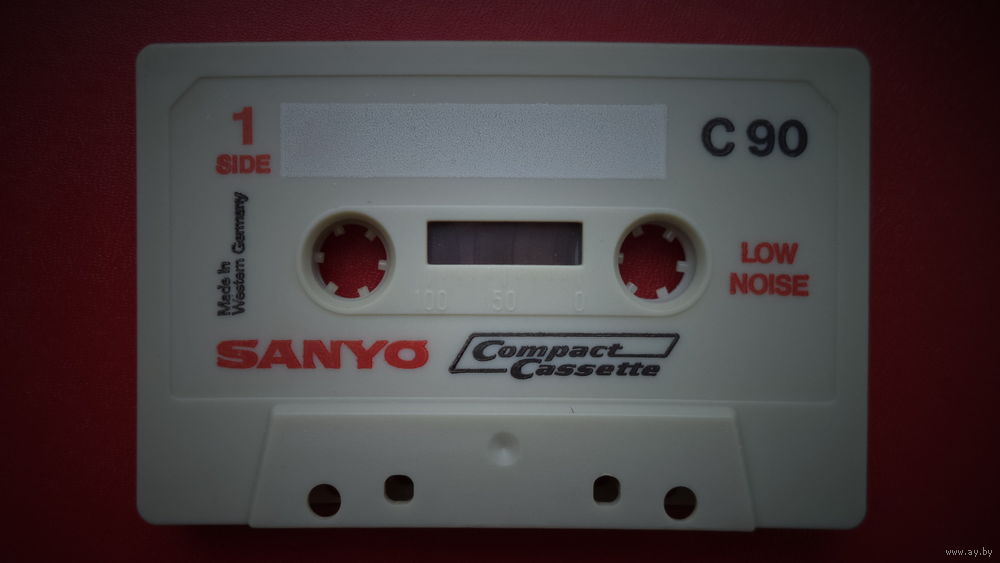 1
SIDE
C 90
Made in
Western Germany
LOW
NOISE
100 50 0
SANYO
Compact
Cassette
www.ay.by